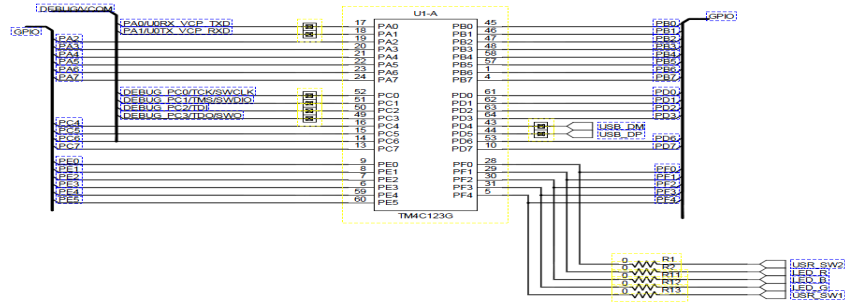 DEBUG/VCOM
U1-A
GPIO
GPIO
PA0/U0RX_VCP_TXD 17 PA0 PB0 45 PB0
PA1/U0TX_VCP_RXD 18 PA1 PB1 46 PB1
PA2 19 PA2 PB2 47 PB2
PA3 20 PA3 PB3 48 PB3
PA4 21 PA4 PB4 58 PB4
PA5 22 PA5 PB5 57 PB5
PA6 23 PA6 PB6 1 PB6
PA7 24 PA7 PB7 4 PB7
DEBUG_PC0/TCK/SWCLK 52 PC0 PD0 61 PD0
DEBUG_PC1/TMS/SWDIO 51 PC1 PD1 62 PD1
DEBUG_PC2/TDI 50 PC2 PD2 63 PD2
DEBUG_PC3/TDO/SWO 49 PC3 PD3 64 PD3
PC4 16 PC4 PD4 43 USB_DM
PC5 15 PC5 PD5 44 USB_DP
PC6 14 PC6 PD6 53 PD6
PC7 13 PC7 PD7 10 PD7
PE0 9 PE0 PF0 28 PF0
PE1 8 PE1 PF1 29 PF1
PE2 7 PE2 PF2 30 PF2
PE3 6 PE3 PF3 31 PF3
PE4 59 PE4 PF4 5 PF4
PE5 60 PE5
TM4C123G
0 R1 USR_SW2
0 R2 LED_R
0 R11 LED_B
0 R12 LED_G
0 R13 USR_SW1